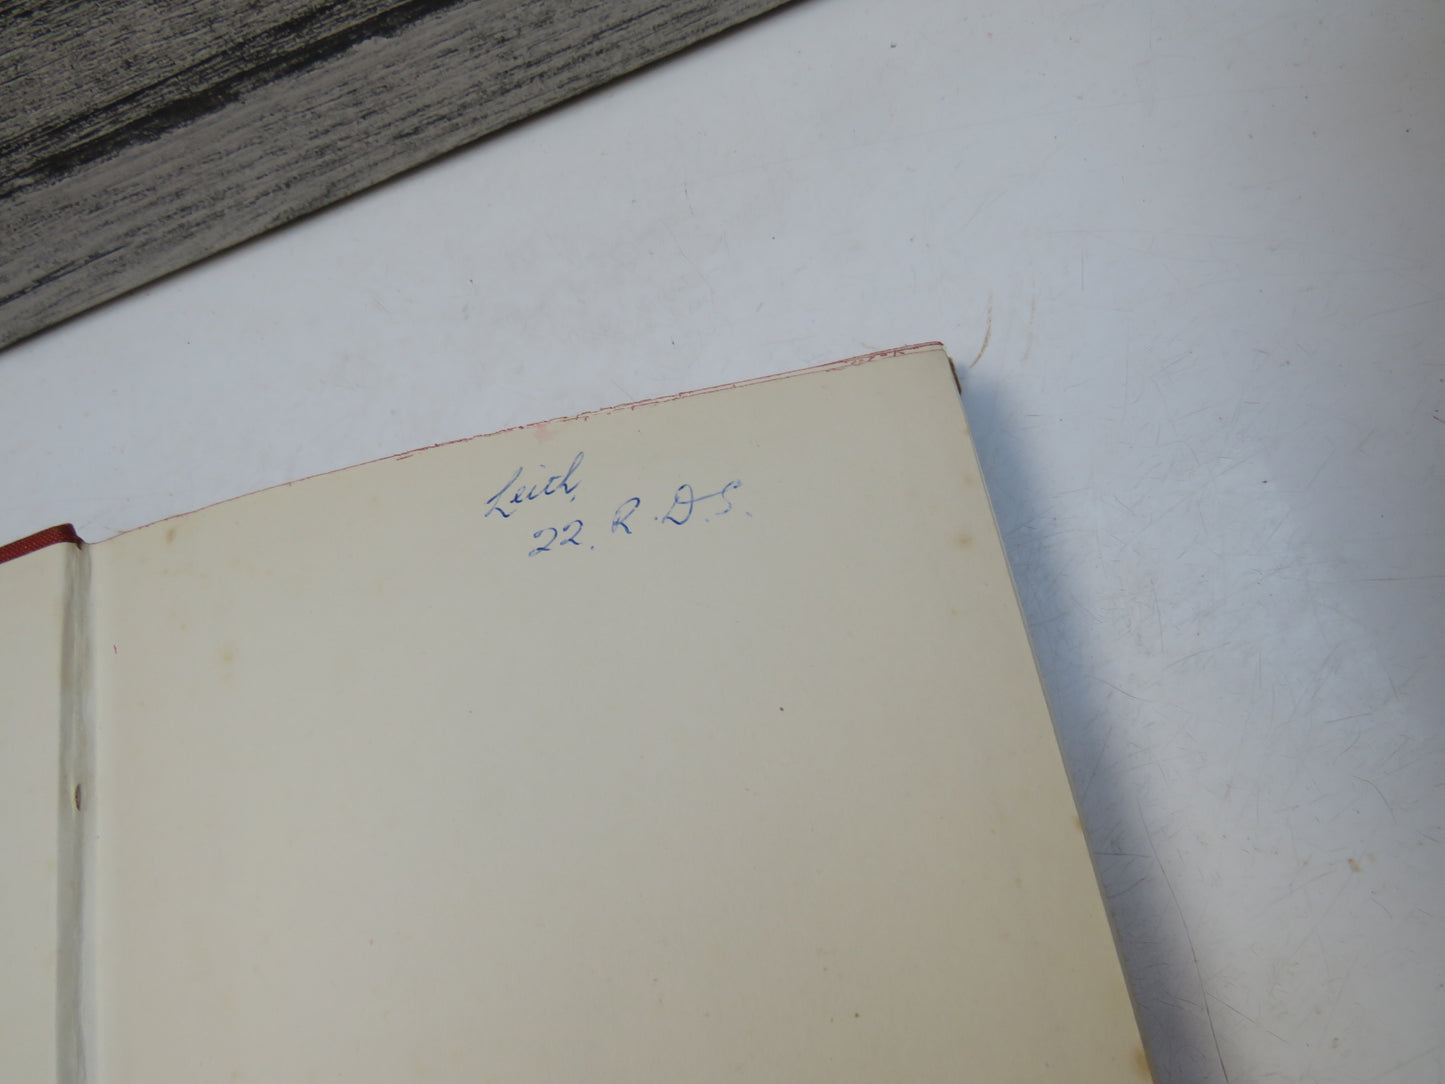 Leith,
22. R.D.S.